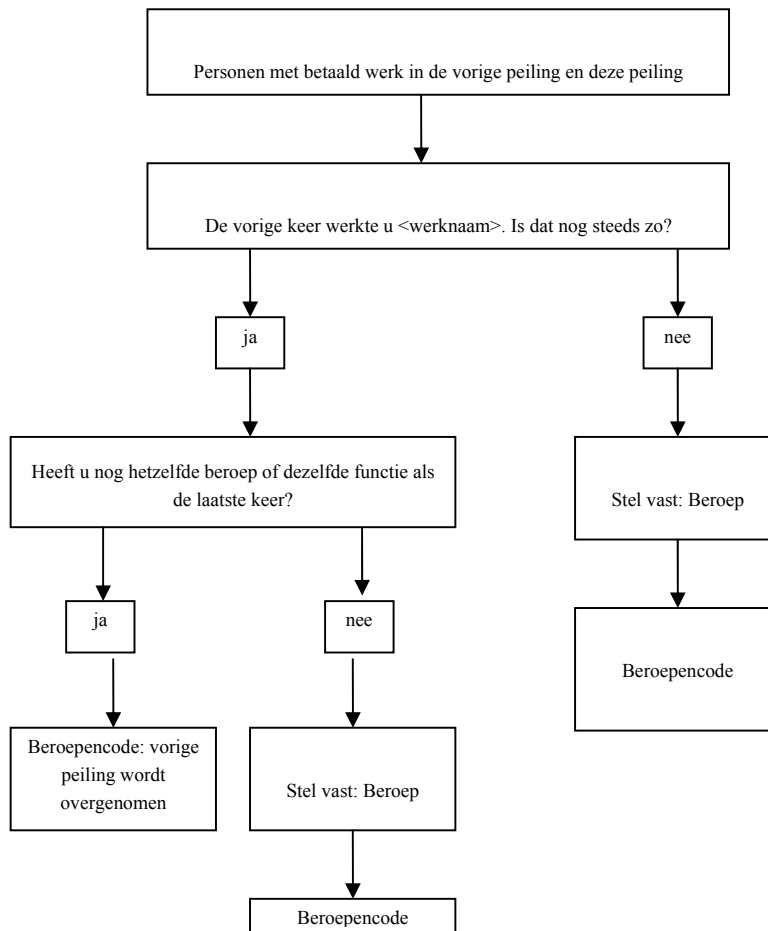 Personen met betaald werk in de vorige peiling en deze peiling
De vorige keer werkte u <werknaam>. Is dat nog steeds zo?
ja
nee
Heeft u nog hetzelfde beroep of dezelfde functie als
de laatste keer?
Stel vast: Beroep
ja
nee
Beroepencode
Beroepencode: vorige
peiling wordt
overgenomen
Stel vast: Beroep
Beroepencode